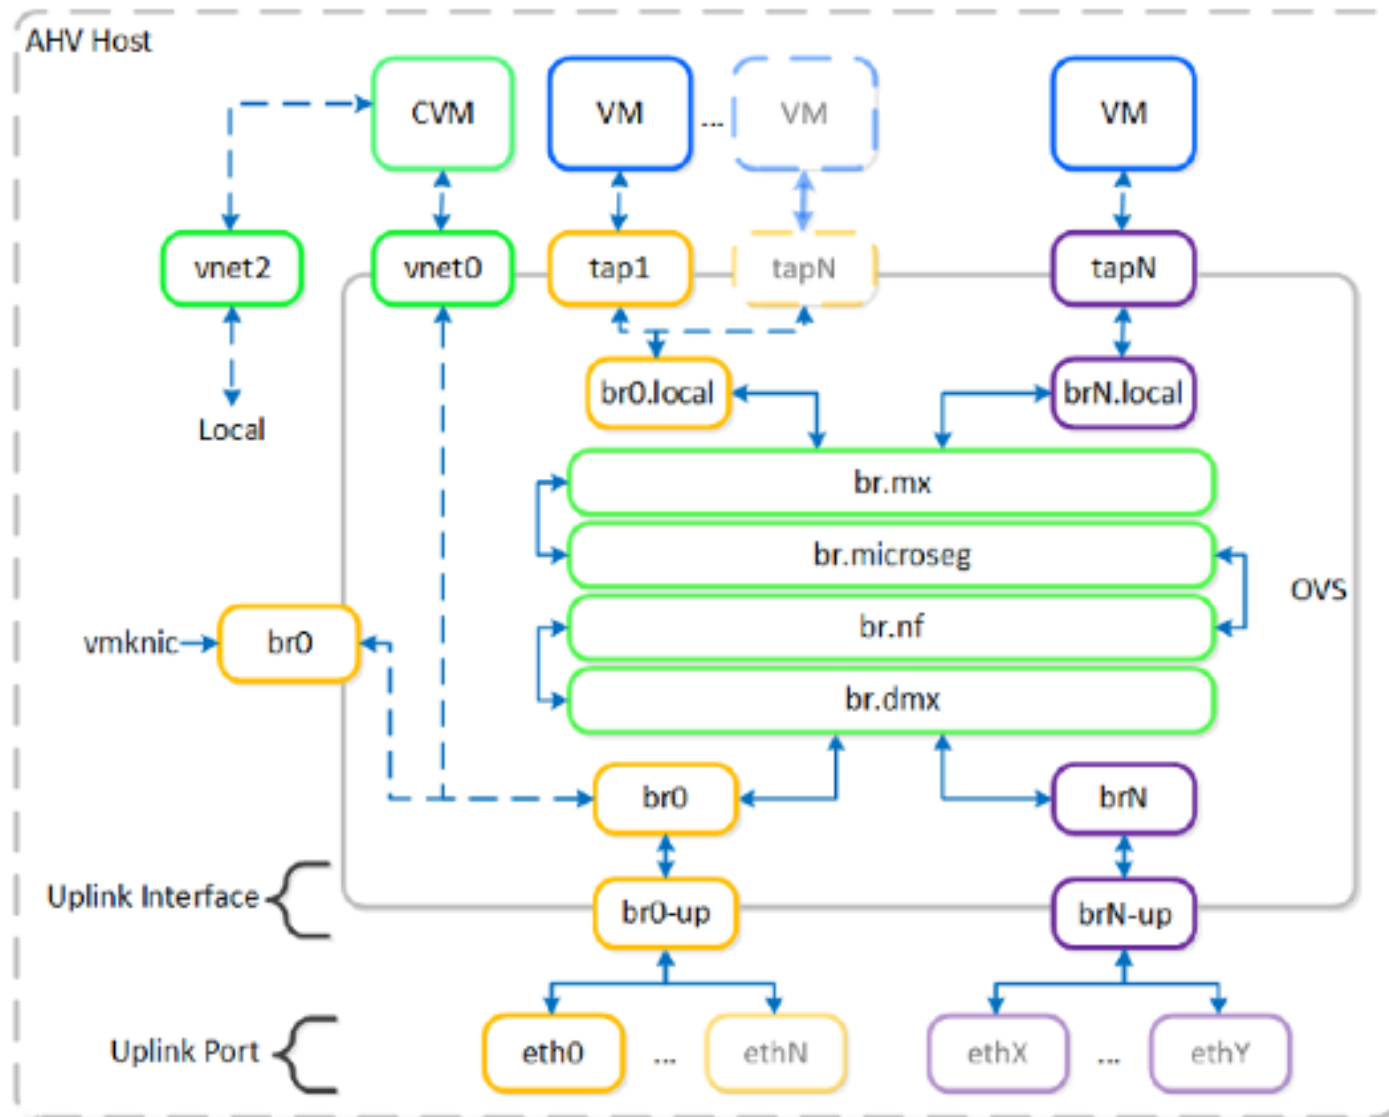 AHV Host
CVM
VM
...
VM
VM
vnet2
vnet0
tap1
tapN
tapN
br0.local
brN.local
Local
br.mx
br.microseg
OVS
br.nf
vmknic
br0
br.dmx
br0
brN
Uplink Interface
br0-up
brN-up
Uplink Port
eth0
...
ethN
ethX
...
ethY